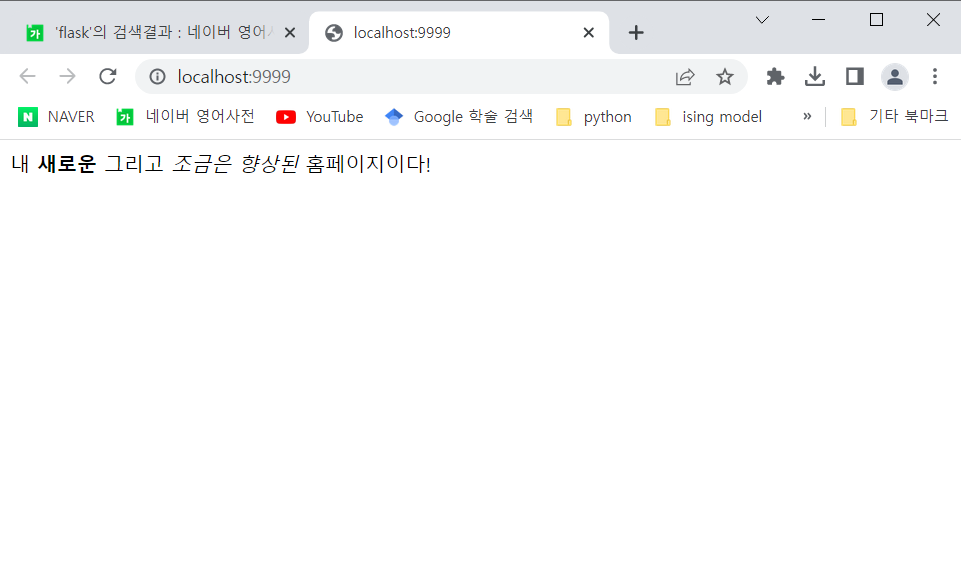 'flask'의 검색결과 : 네이버 영어 localhost:9999
localhost:9999
NAVER 네이버 영어사전 YouTube Google 학술 검색 python ising model » 기타 북마크
내 새로운 그리고 조금은 향상된 홈페이지이다!